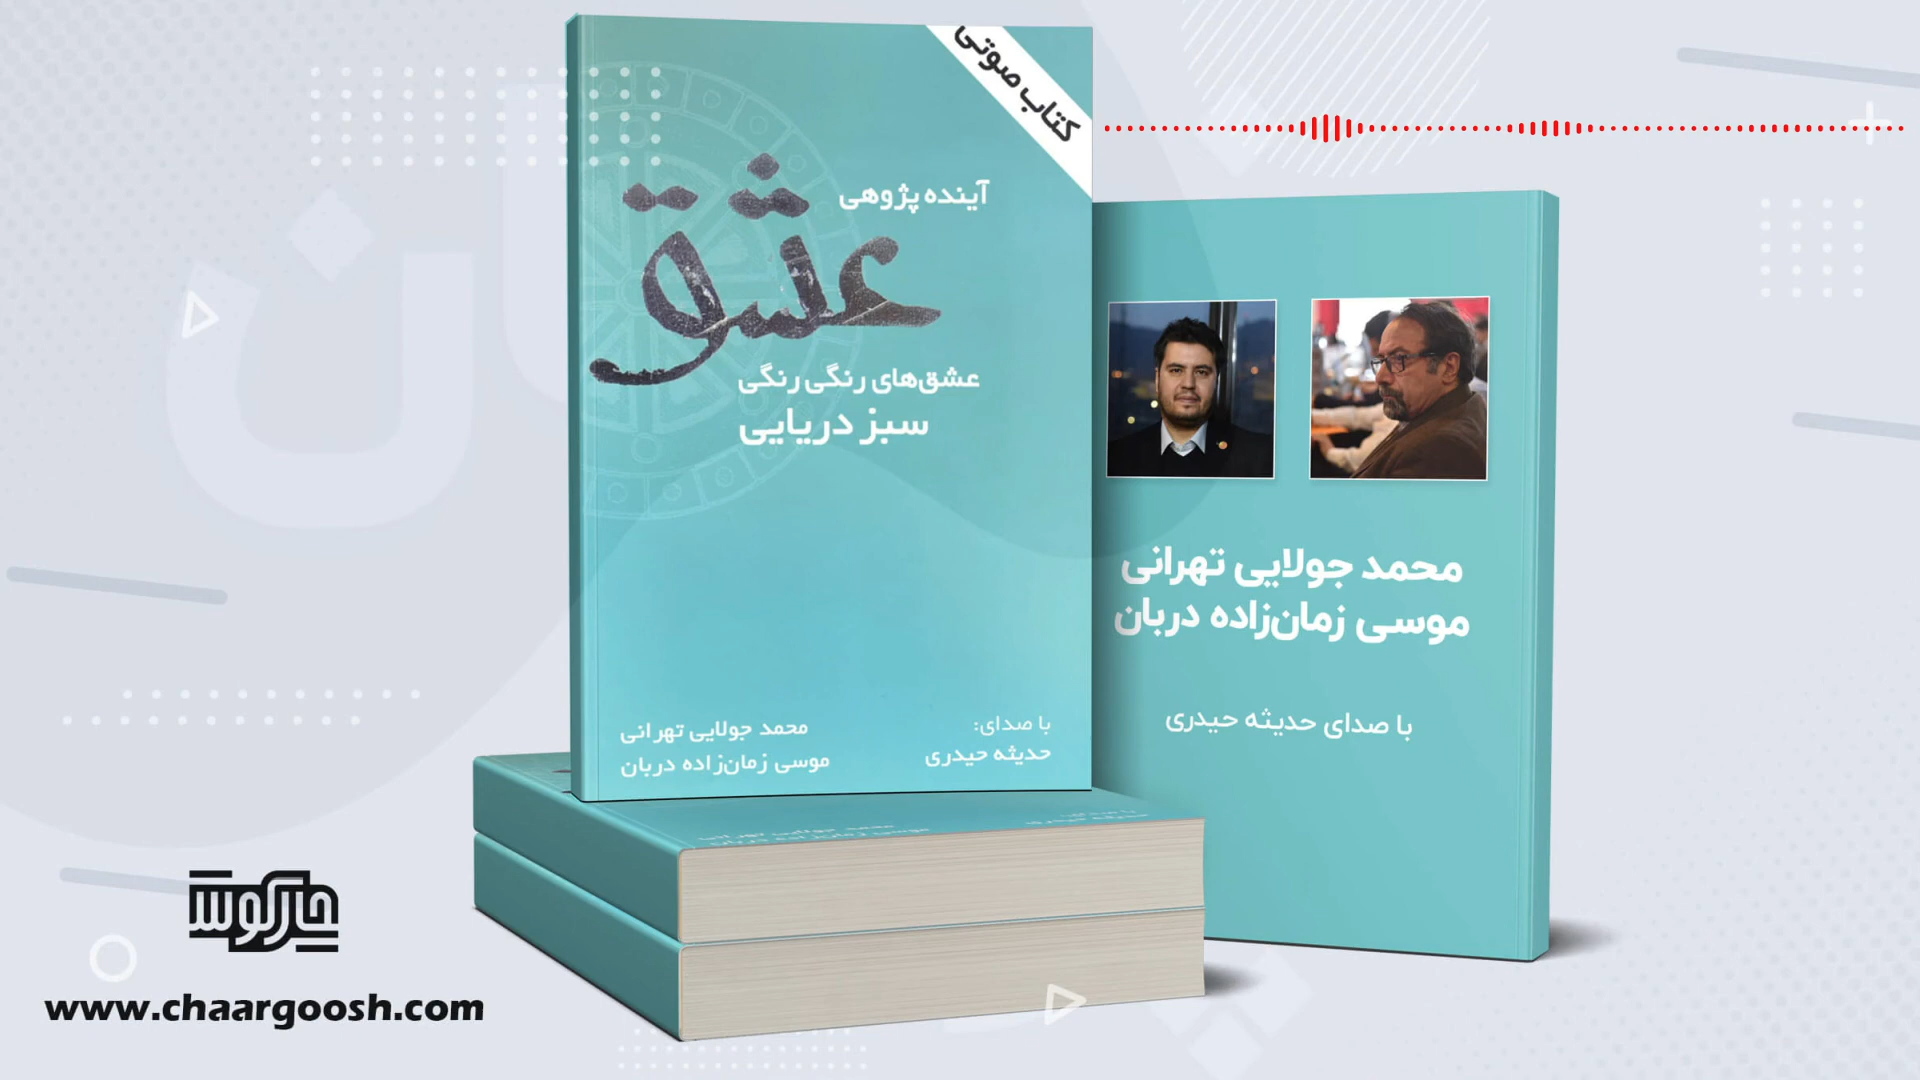 کتاب صوتی
آینده پژوهی
عشق
عشق‌های رنگی رنگی
سبز دریایی
با صدای:
حدیثه حیدری
محمد جولایی تهرانی
موسی زمان‌زاده دربان
محمد جولایی تهرانی
موسی زمان‌زاده دربان
با صدای حدیثه حیدری
چارگوش
www.chaargoosh.com